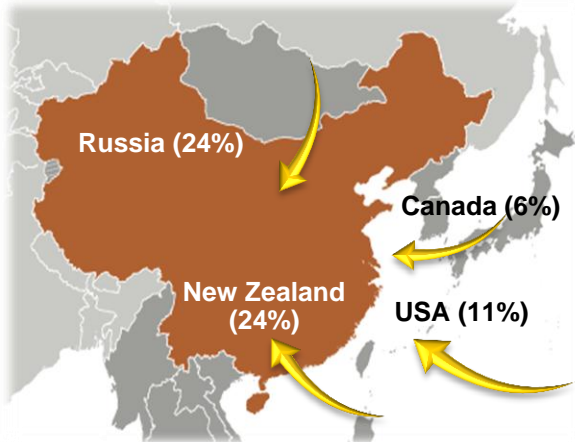 Russia (24%)
Canada (6%)
New Zealand
(24%)
USA (11%)